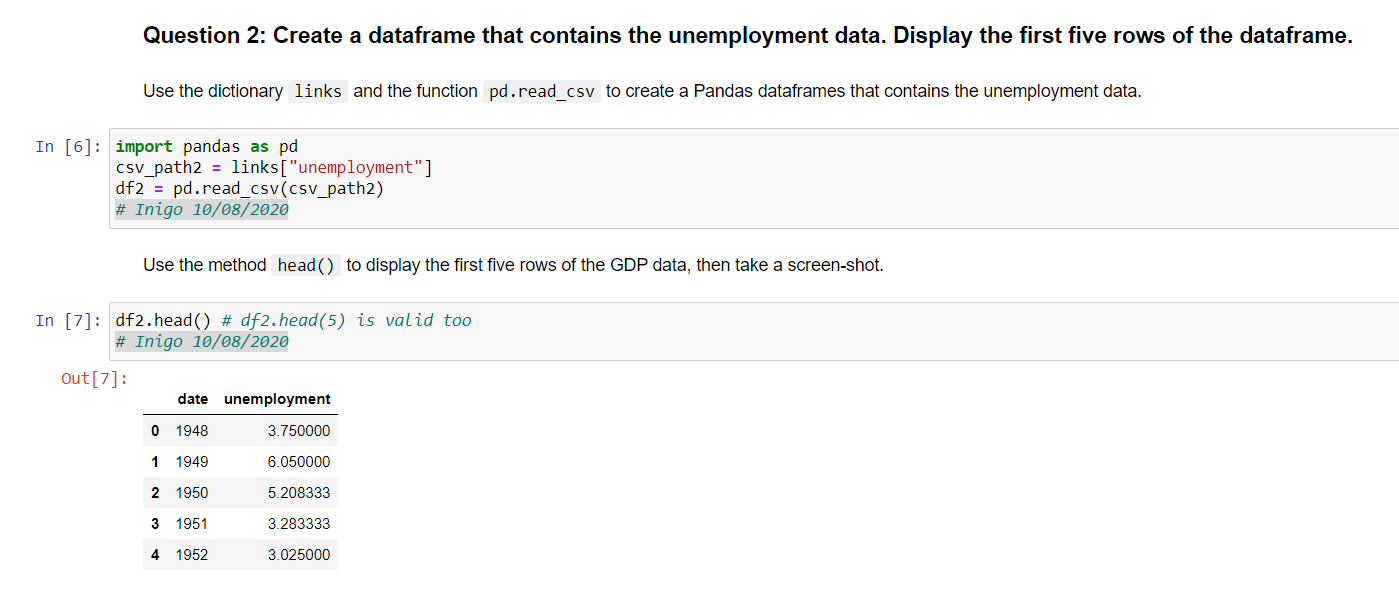 Question 2: Create a dataframe that contains the unemployment data. Display the first five rows of the dataframe.
Use the dictionary links and the function pd.read_csv to create a Pandas dataframes that contains the unemployment data.
In [6]: import pandas as pd
csv_path2 = links["unemployment"]
df2 = pd.read_csv(csv_path2)
# Inigo 10/08/2020
Use the method head() to display the first five rows of the GDP data, then take a screen-shot.
In [7]: df2.head() # df2.head(5) is valid too
# Inigo 10/08/2020
Out[7]:
date unemployment
0 1948 3.750000
1 1949 6.050000
2 1950 5.208333
3 1951 3.283333
4 1952 3.025000